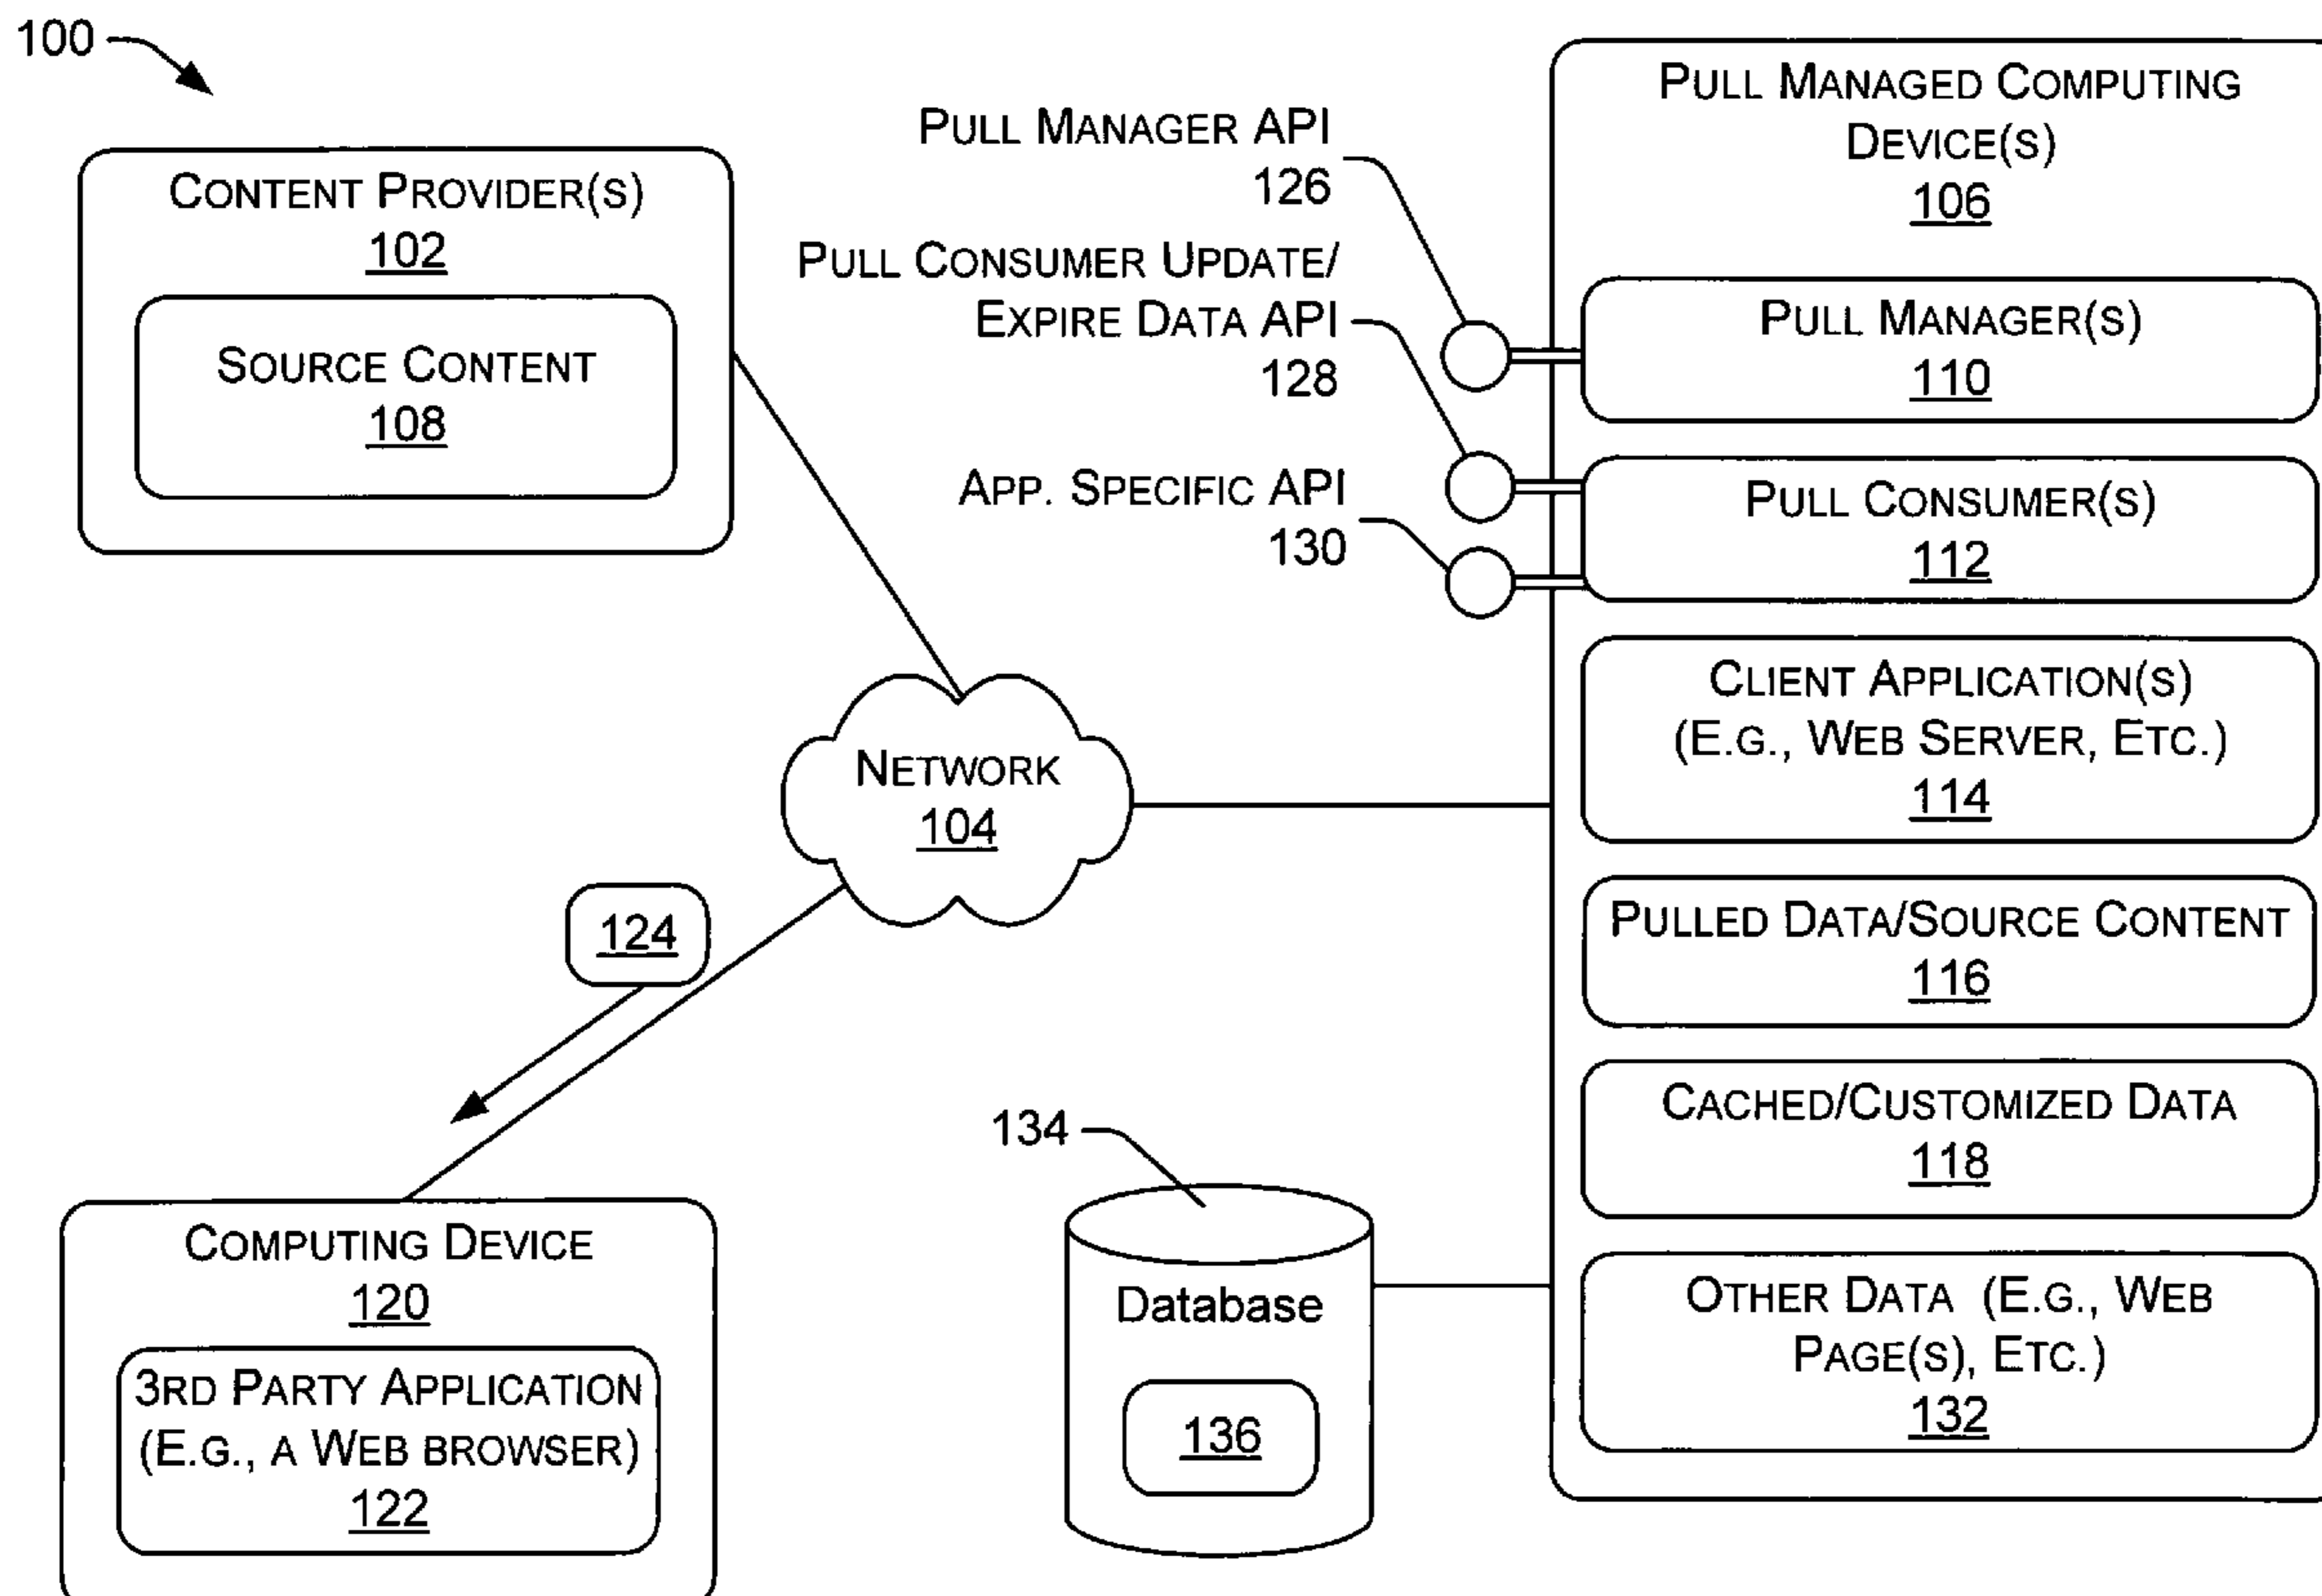 100
CONTENT PROVIDER(S)
102
SOURCE CONTENT
108
PULL MANAGER API
126
PULL CONSUMER UPDATE/
EXPIRE DATA API
128
APP. SPECIFIC API
130
NETWORK
104
124
COMPUTING DEVICE
120
3RD PARTY APPLICATION
(E.G., A WEB BROWSER)
122
134
Database
136
PULL MANAGED COMPUTING
DEVICE(S)
106
PULL MANAGER(S)
110
PULL CONSUMER(S)
112
CLIENT APPLICATION(S)
(E.G., WEB SERVER, ETC.)
114
PULLED DATA/SOURCE CONTENT
116
CACHED/CUSTOMIZED DATA
118
OTHER DATA (E.G., WEB
PAGE(S), ETC.)
132